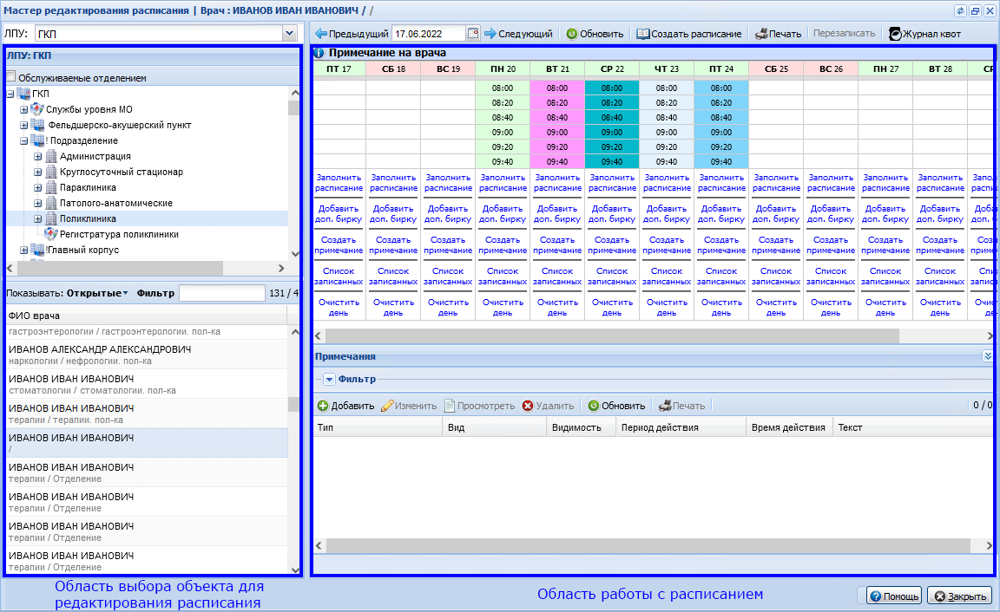 Мастер редактирования расписания | Врач : ИВАНОВ ИВАН ИВАНОВИЧ / /
ЛПУ: ГКП
Предыдущий 17.06.2022 Следующий Обновить Создать расписание Печать Перезаписать Журнал квот
ЛПУ: ГКП
Обслуживаемые отделением
ГКП
Службы уровня МО
Фельдшерско-акушерский пункт
! Подразделение
Администрация
Круглосуточный стационар
Параклиника
Патолого-анатомические
Поликлиника
Регистратура поликлиники
!Главный корпус
Показывать: Открытые Фильтр 131 / 4
ФИО врача
гастроэнтерологии / гастроэнтерологии. пол-ка
ИВАНОВ АЛЕКСАНДР АЛЕКСАНДРОВИЧ
наркологии / нефрологии. пол-ка
ИВАНОВ ИВАН ИВАНОВИЧ
стоматологии / стоматологии. пол-ка
ИВАНОВ ИВАН ИВАНОВИЧ
терапии / терапии. пол-ка
ИВАНОВ ИВАН ИВАНОВИЧ
/
ИВАНОВ ИВАН ИВАНОВИЧ
терапии / Отделение
ИВАНОВ ИВАН ИВАНОВИЧ
терапии / Отделение
ИВАНОВ ИВАН ИВАНОВИЧ
терапии / Отделение
ИВАНОВ ИВАН ИВАНОВИЧ
терапии / Отделение
Область выбора объекта для
редактирования расписания
Примечание на врача
ПТ 17 СБ 18 ВС 19 ПН 20 ВТ 21 СР 22 ЧТ 23 ПТ 24 СБ 25 ВС 26 ПН 27 ВТ 28 СР
08:00 08:00 08:00 08:00 08:00
08:20 08:20 08:20 08:20 08:20
08:40 08:40 08:40 08:40 08:40
09:00 09:00 09:00 09:00 09:00
09:20 09:20 09:20 09:20 09:20
09:40 09:40 09:40 09:40 09:40
Заполнить Заполнить Заполнить Заполнить Заполнить Заполнить Заполнить Заполнить Заполнить Заполнить Заполнить Заполнить Запол
расписание расписание расписание расписание расписание расписание расписание расписание расписание расписание расписание расписание распи
Добавить Добавить Добавить Добавить Добавить Добавить Добавить Добавить Добавить Добавить Добавить Добавить Доба
доп. бирку доп. бирку доп. бирку доп. бирку доп. бирку доп. бирку доп. бирку доп. бирку доп. бирку доп. бирку доп. бирку доп. бирку доп. б
Создать Создать Создать Создать Создать Создать Создать Создать Создать Создать Создать Создать Созд
примечание примечание примечание примечание примечание примечание примечание примечание примечание примечание примечание примечание приме
Список Список Список Список Список Список Список Список Список Список Список Список Спис
записанных записанных записанных записанных записанных записанных записанных записанных записанных записанных записанных записанных запис
Очистить Очистить Очистить Очистить Очистить Очистить Очистить Очистить Очистить Очистить Очистить Очистить Очис
день день день день день день день день день день день день ден
Примечания
Фильтр
Добавить Изменить Просмотреть Удалить Обновить Печать 0 / 0
Тип Вид Видимость Период действия Время действия Текст
Область работы с расписанием
Помощь Закрыть